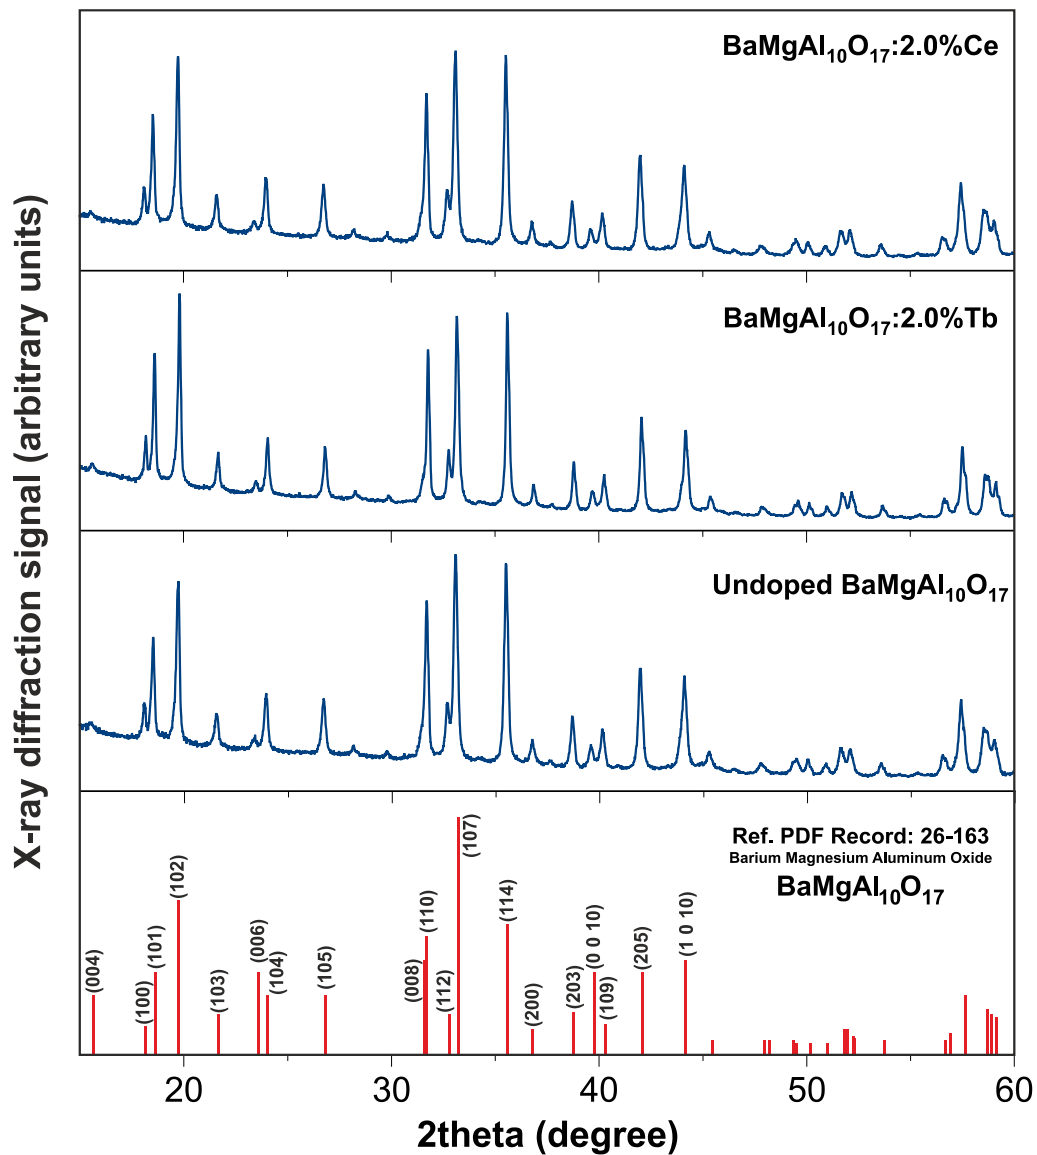 X-ray diffraction signal (arbitrary units)
BaMgAl₁₀O₁₇:2.0%Ce
BaMgAl₁₀O₁₇:2.0%Tb
Undoped BaMgAl₁₀O₁₇
Ref. PDF Record: 26-163
Barium Magnesium Aluminum Oxide
BaMgAl₁₀O₁₇
(004)
(100)
(101)
(102)
(103)
(006)
(104)
(105)
(008)
(110)
(112)
(107)
(114)
(200)
(203)
(0 0 10)
(109)
(205)
(1 0 10)
20 30 40 50 60
2theta (degree)